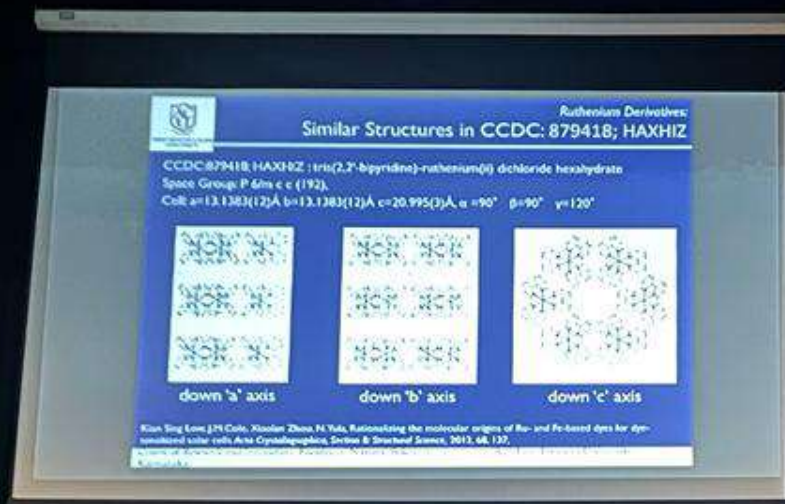 Ruthenium Derivatives:
Similar Structures in CCDC: 879418; HAXHIZ
CCDC:879418; HAXHIZ : tris(2,2'-bipyridine)-ruthenium(ii) dichloride hexahydrate
Space Group: P 6/m c c (192),
Cell: a=13.1383(12)Å b=13.1383(12)Å c=20.995(3)Å, α =90° β=90° γ=120°
down 'a' axis
down 'b' axis
down 'c' axis
Kian Sing Low, J.M Cole, Xiaolan Zhou, N. Yufa, Rationalizing the molecular origins of Ru- and Fe-based dyes for dye-
sensitized solar cells, Acta Crystallographica, Section B: Structural Science, 2012, 68, 137,